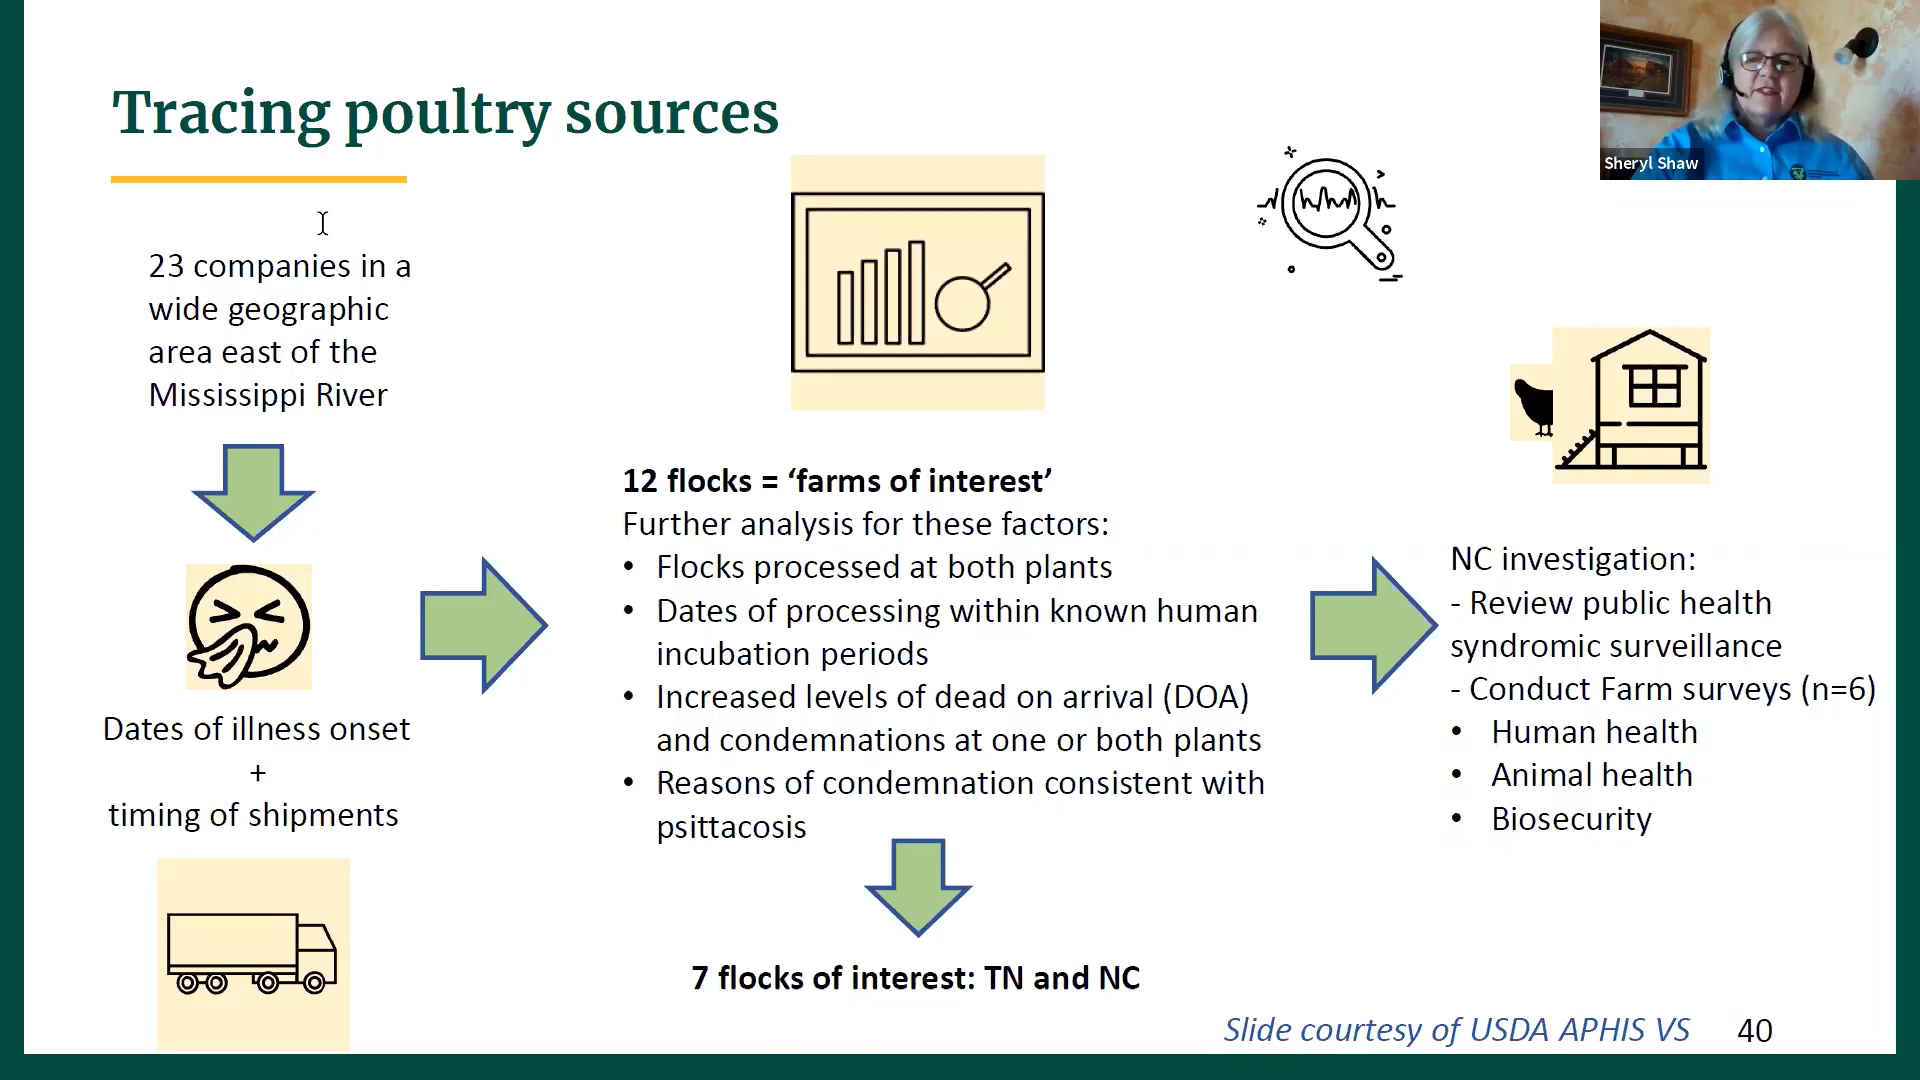 Tracing poultry sources
Sheryl Shaw
23 companies in a
wide geographic
area east of the
Mississippi River
Dates of illness onset
+
timing of shipments
12 flocks = ‘farms of interest’
Further analysis for these factors:
• Flocks processed at both plants
• Dates of processing within known human
incubation periods
• Increased levels of dead on arrival (DOA)
and condemnations at one or both plants
• Reasons of condemnation consistent with
psittacosis
7 flocks of interest: TN and NC
NC investigation:
- Review public health
syndromic surveillance
- Conduct Farm surveys (n=6)
• Human health
• Animal health
• Biosecurity
Slide courtesy of USDA APHIS VS
40